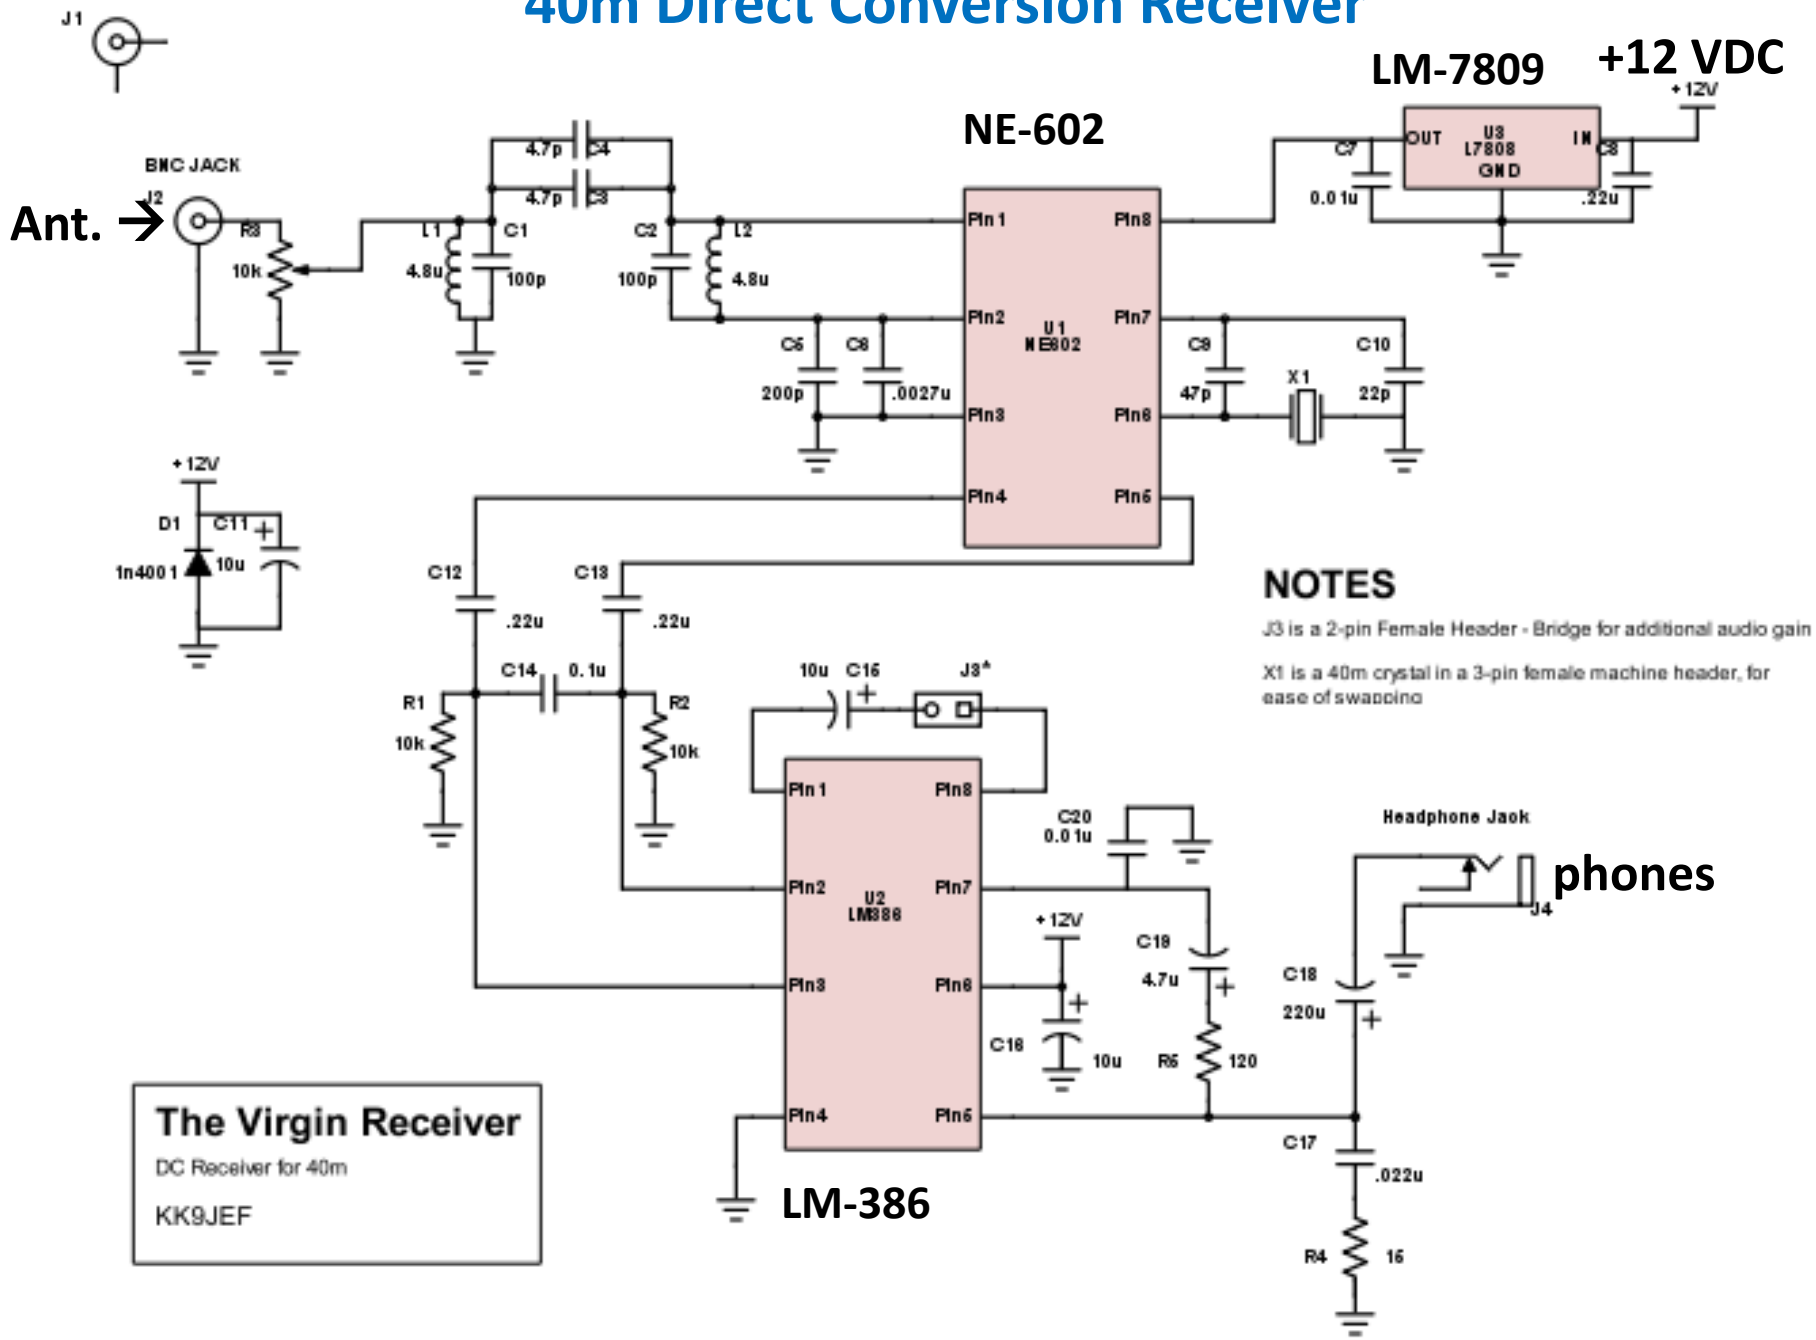 40m Direct Conversion Receiver
J1
LM-7809
+12 VDC
+12V
NE-602
BNC JACK
J2
Ant.
R3
10k
4.7p
C4
4.7p
C3
L1
4.8u
C1
100p
C2
100p
L2
4.8u
Pin1
Pin2
Pin3
Pin4
U1
NE602
Pin8
Pin7
Pin6
Pin5
C7
0.01u
OUT
U3
L7808
GND
IN
C8
.22u
C5
200p
C6
.0027u
C9
47p
X1
C10
22p
+12V
D1
1n4001
C11
+
10u
C12
.22u
C13
.22u
NOTES
J3 is a 2-pin Female Header - Bridge for additional audio gain
X1 is a 40m crystal in a 3-pin female machine header, for
ease of swapping
C14
0.1u
R1
10k
R2
10k
10u
C15
+
J3*
Pin1
Pin2
Pin3
Pin4
U2
LM386
Pin8
Pin7
Pin6
Pin5
C20
0.01u
+12V
+
C16
10u
C19
4.7u
+
R5
120
Headphone Jack
phones
J4
C18
220u
+
C17
.022u
R4
16
The Virgin Receiver
DC Receiver for 40m
KK9JEF
LM-386